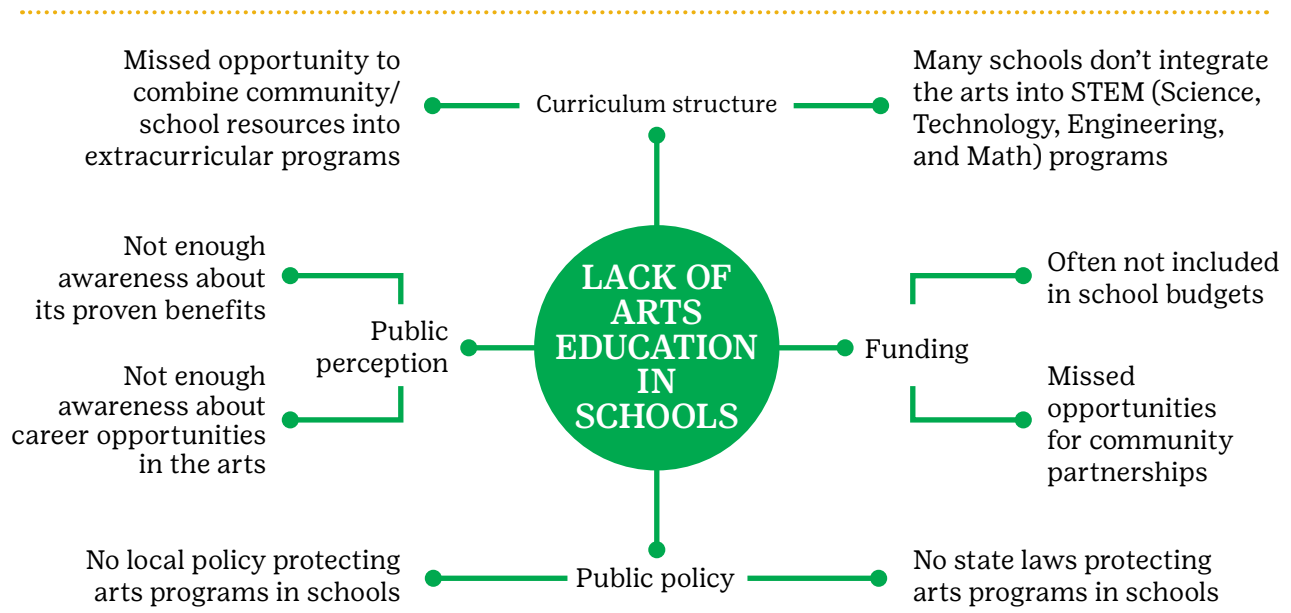 Missed opportunity to
combine community/
school resources into
extracurricular programs
Curriculum structure
Many schools don’t integrate
the arts into STEM (Science,
Technology, Engineering,
and Math) programs
Not enough
awareness about
its proven benefits
Public
perception
Not enough
awareness about
career opportunities
in the arts
LACK OF
ARTS
EDUCATION
IN
SCHOOLS
Often not included
in school budgets
Funding
Missed
opportunities
for community
partnerships
No local policy protecting
arts programs in schools
Public policy
No state laws protecting
arts programs in schools